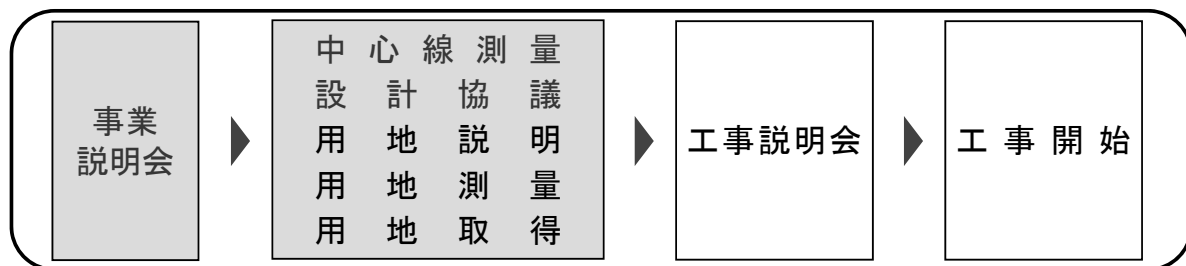 事業
説明会
中心線測量
設計協議
用地説明
用地測量
用地取得
工事説明会
工事開始